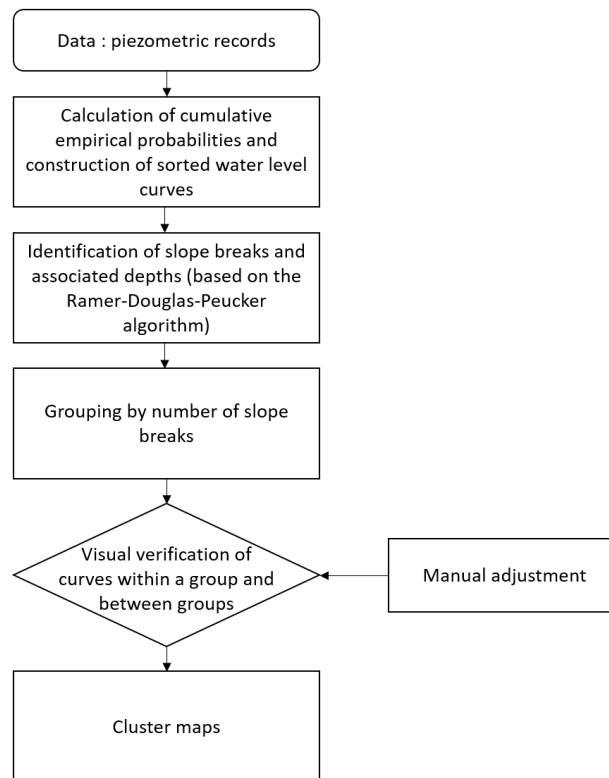 Data : piezometric records
Calculation of cumulative
empirical probabilities and
construction of sorted water level
curves
Identification of slope breaks and
associated depths (based on the
Ramer-Douglas-Peucker
algorithm)
Grouping by number of slope
breaks
Visual verification of
curves within a group and
between groups
Manual adjustment
Cluster maps